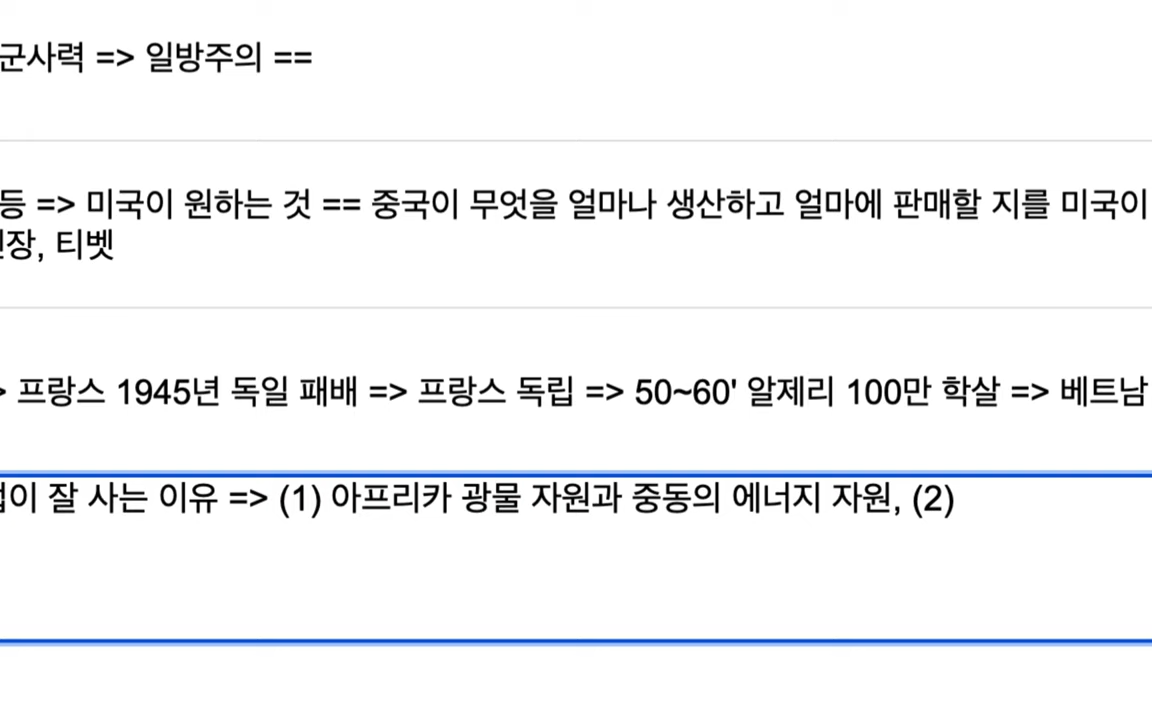 군사력 => 일방주의 ==
등 => 미국이 원하는 것 == 중국이 무엇을 얼마나 생산하고 얼마에 판매할 지를 미국이
티벳
프랑스 1945년 독일 패배 => 프랑스 독립 => 50~60' 알제리 100만 학살 => 베트남
잘 사는 이유 => (1) 아프리카 광물 자원과 중동의 에너지 자원, (2)